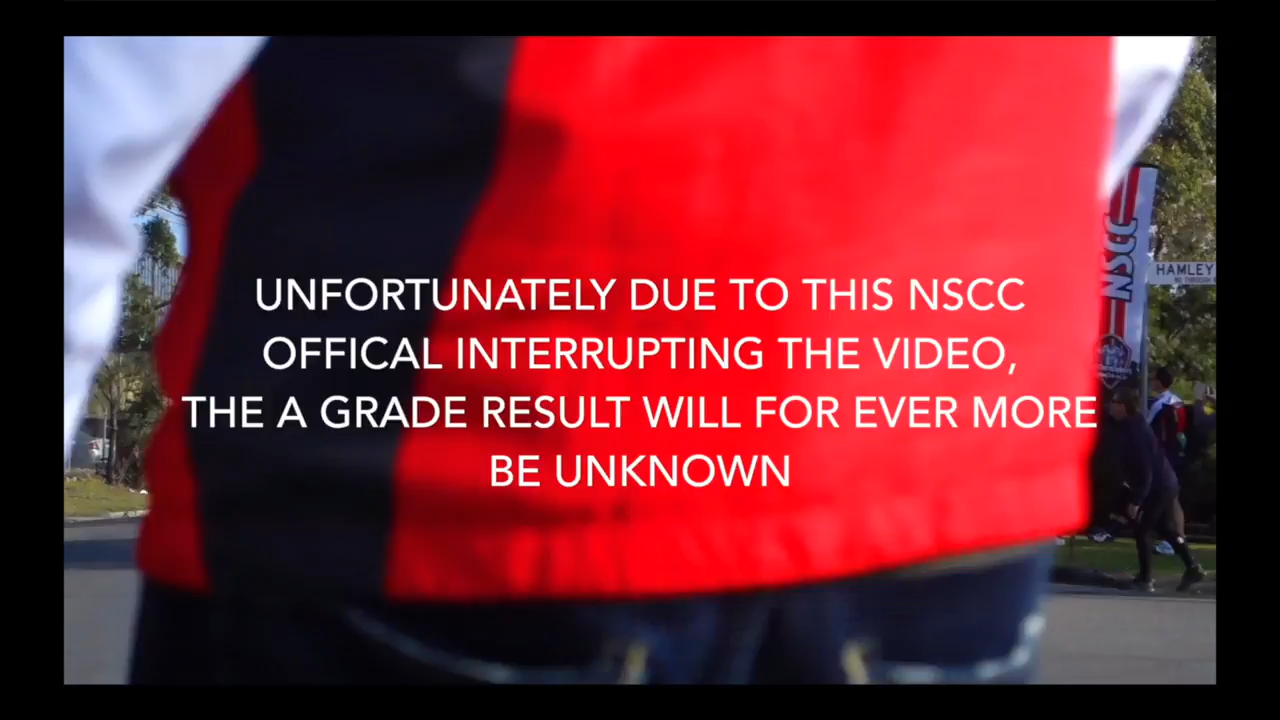 UNFORTUNATELY DUE TO THIS NSCC
OFFICAL INTERRUPTING THE VIDEO,
THE A GRADE RESULT WILL FOR EVER MORE
BE UNKNOWN
NSCC
HAMLEY